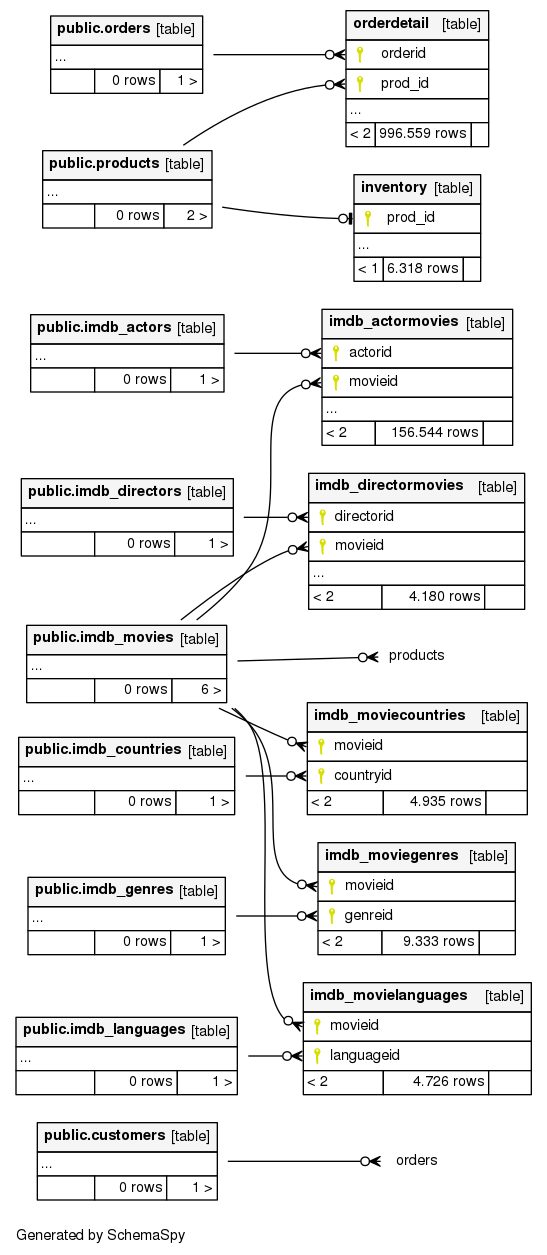 public.orders [table]
...
0 rows 1 >
orderdetail [table]
orderid
prod_id
...
< 2 996.559 rows
public.products [table]
...
0 rows 2 >
inventory [table]
prod_id
...
< 1 6.318 rows
public.imdb_actors [table]
...
0 rows 1 >
imdb_actormovies [table]
actorid
movieid
...
< 2 156.544 rows
public.imdb_directors [table]
...
0 rows 1 >
imdb_directormovies [table]
directorid
movieid
...
< 2 4.180 rows
public.imdb_movies [table]
...
0 rows 6 >
products
imdb_moviecountries [table]
movieid
countryid
< 2 4.935 rows
public.imdb_countries [table]
...
0 rows 1 >
imdb_moviegenres [table]
movieid
genreid
< 2 9.333 rows
public.imdb_genres [table]
...
0 rows 1 >
imdb_movielanguages [table]
movieid
languageid
< 2 4.726 rows
public.imdb_languages [table]
...
0 rows 1 >
public.customers [table]
...
0 rows 1 >
orders
Generated by SchemaSpy